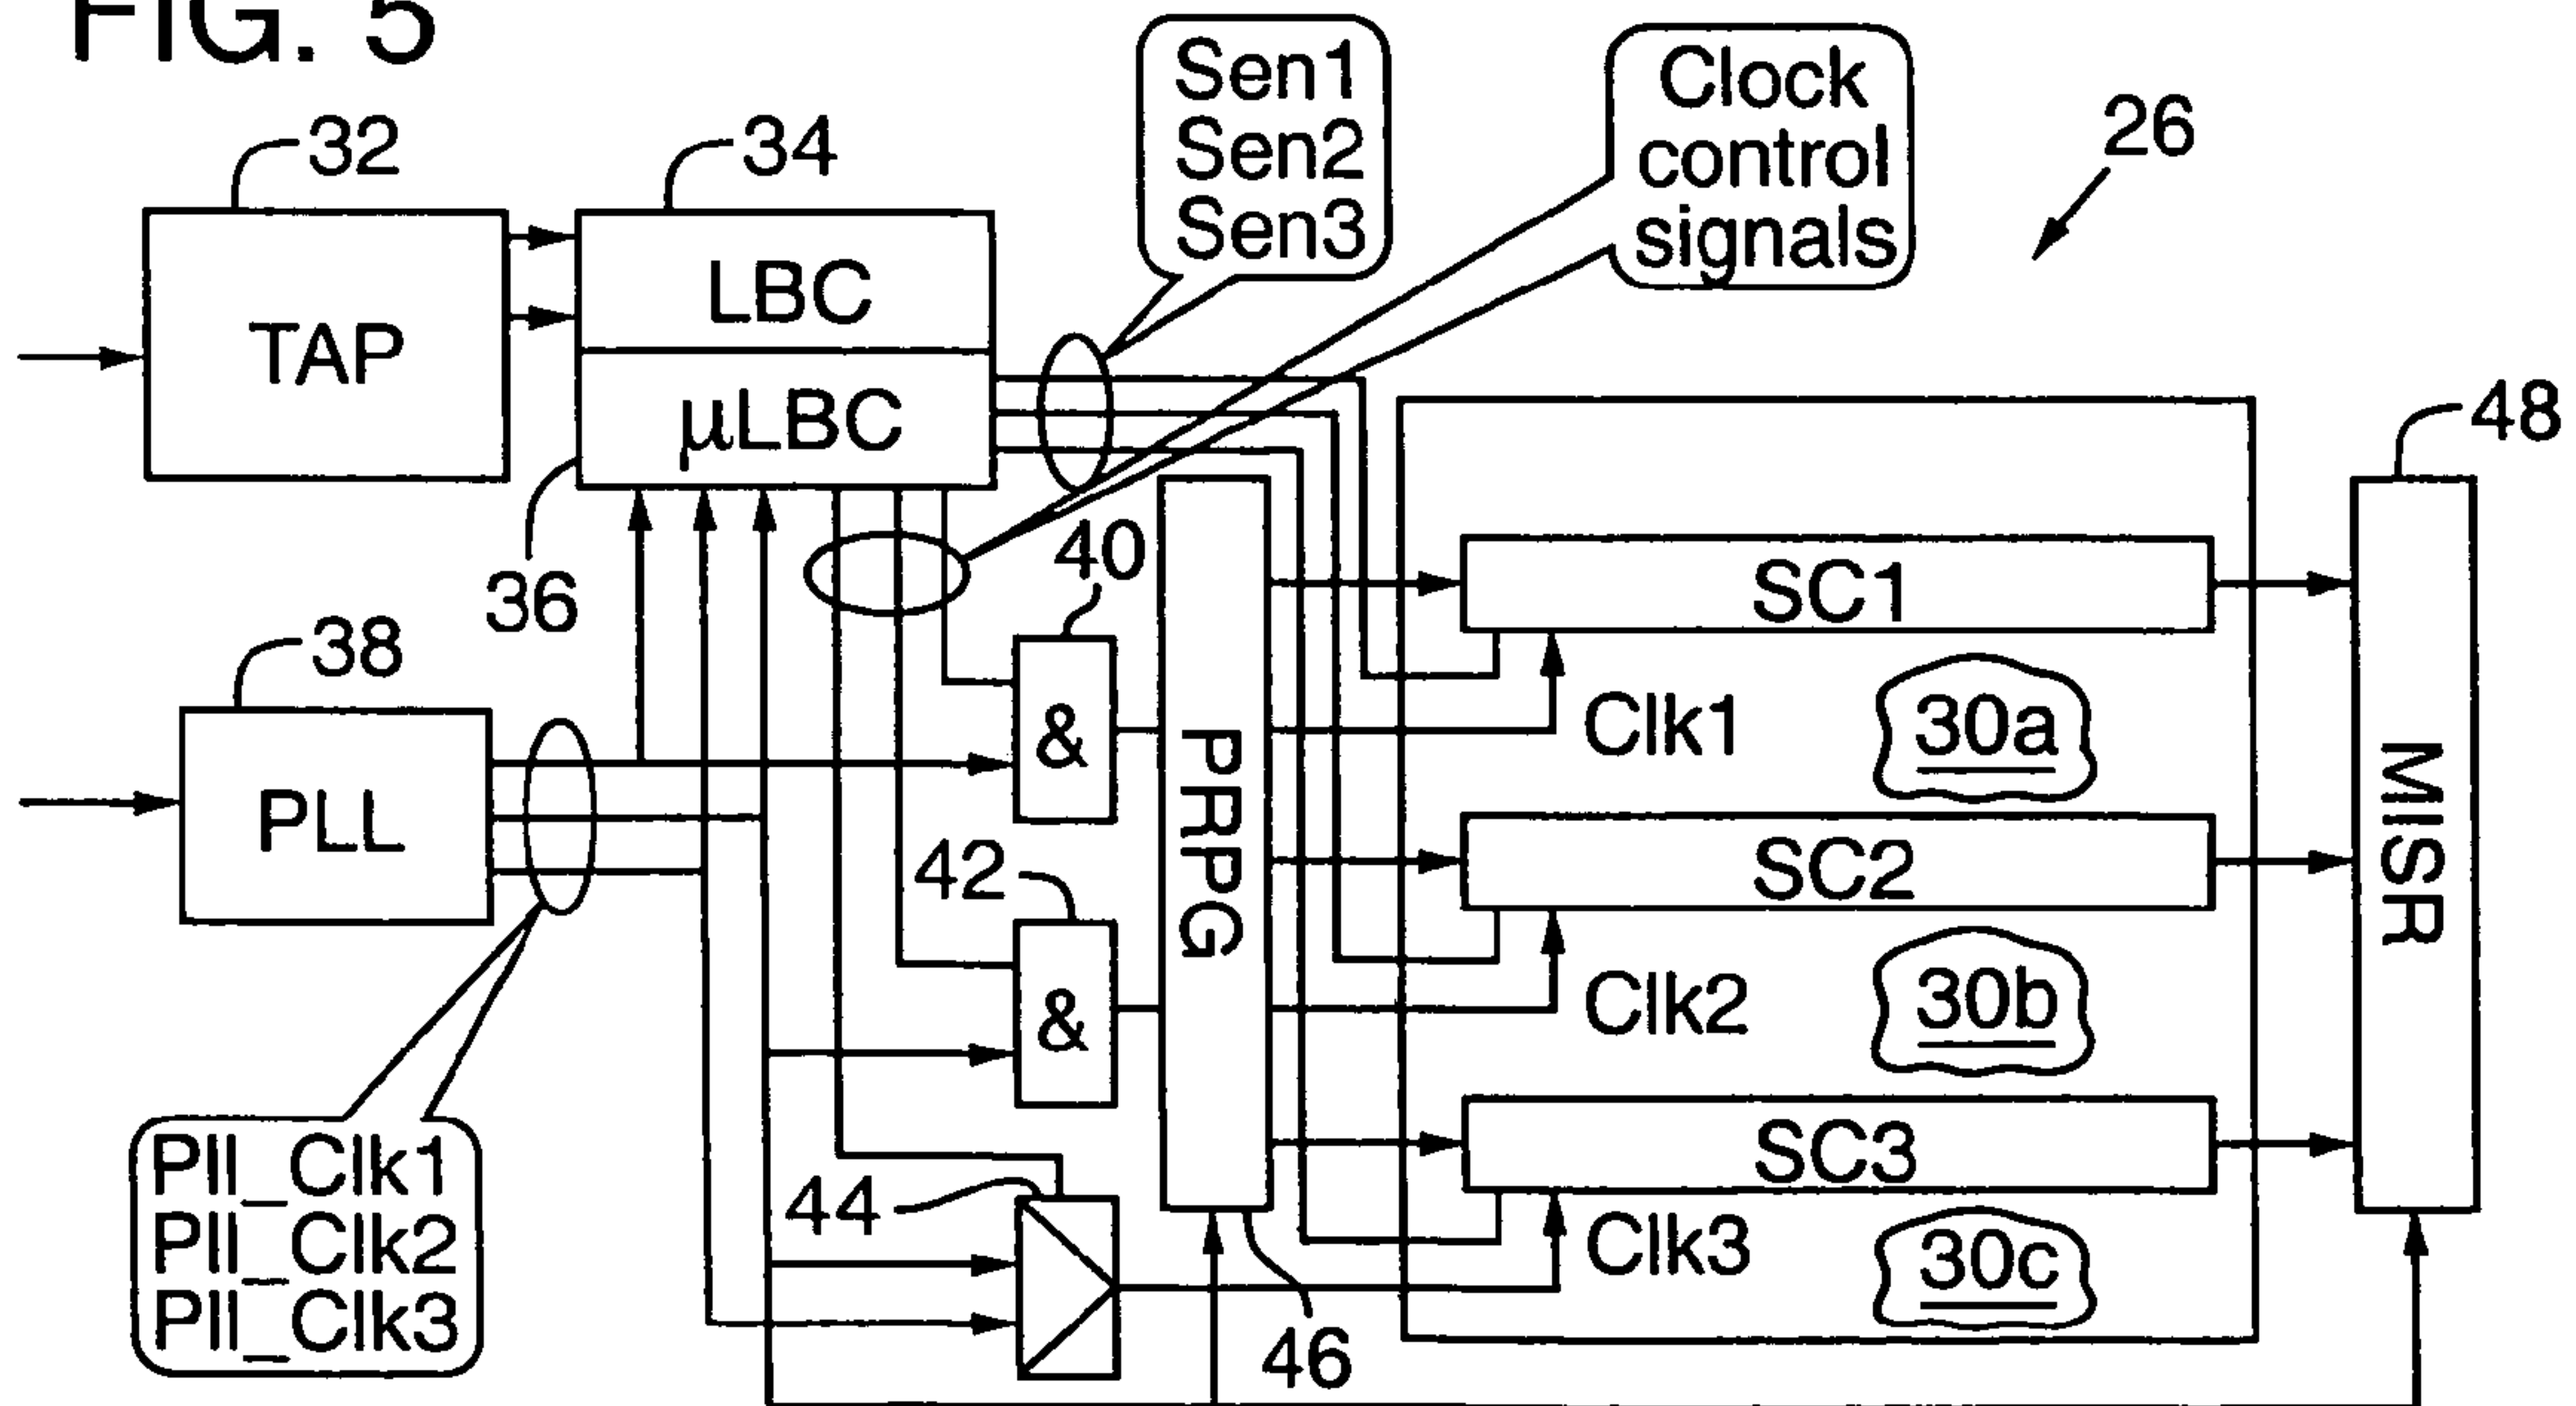 FIG. 5
Sen1
Sen2
Sen3
Clock
control
signals
26
32
34
TAP
LBC
µLBC
36
48
40
38
PLL
&
42
&
PRPG
SC1
Clk1
30a
SC2
Clk2
30b
SC3
Clk3
30c
MISR
Pll_Clk1
Pll_Clk2
Pll_Clk3
44
46